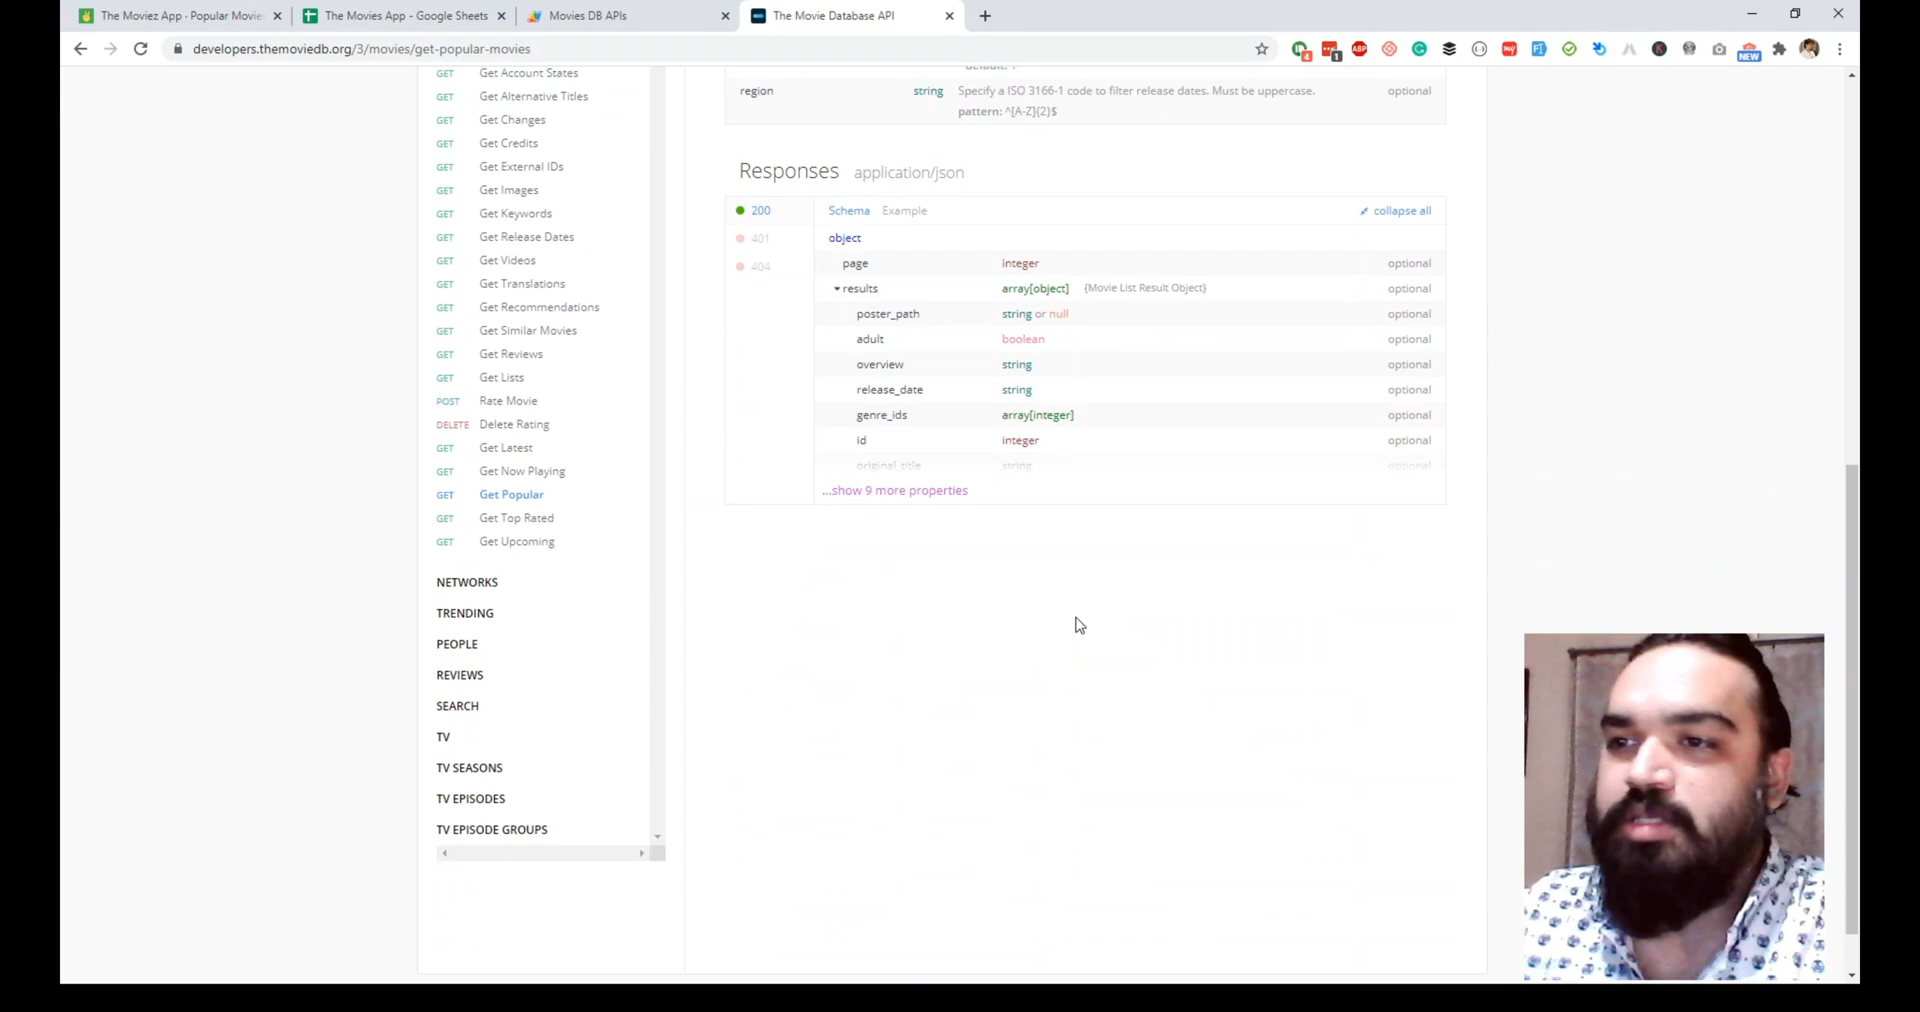 The Moviez App · Popular Movie
The Movies App - Google Sheets
Movies DB APIs
The Movie Database API
developers.themoviedb.org/3/movies/get-popular-movies
ABP
4
1
NEW
GET Get Account States
GET Get Alternative Titles
GET Get Changes
GET Get Credits
GET Get External IDs
GET Get Images
GET Get Keywords
GET Get Release Dates
GET Get Videos
GET Get Translations
GET Get Recommendations
GET Get Similar Movies
GET Get Reviews
GET Get Lists
POST Rate Movie
DELETE Delete Rating
GET Get Latest
GET Get Now Playing
GET Get Popular
GET Get Top Rated
GET Get Upcoming
NETWORKS
TRENDING
PEOPLE
REVIEWS
SEARCH
TV
TV SEASONS
TV EPISODES
TV EPISODE GROUPS
default: 1
region string Specify a ISO 3166-1 code to filter release dates. Must be uppercase. optional
pattern: ^[A-Z]{2}$
Responses application/json
200 Schema Example collapse all
401
404
object
page integer optional
results array[object] {Movie List Result Object} optional
poster_path string or null optional
adult boolean optional
overview string optional
release_date string optional
genre_ids array[integer] optional
id integer optional
original_title string optional
...show 9 more properties